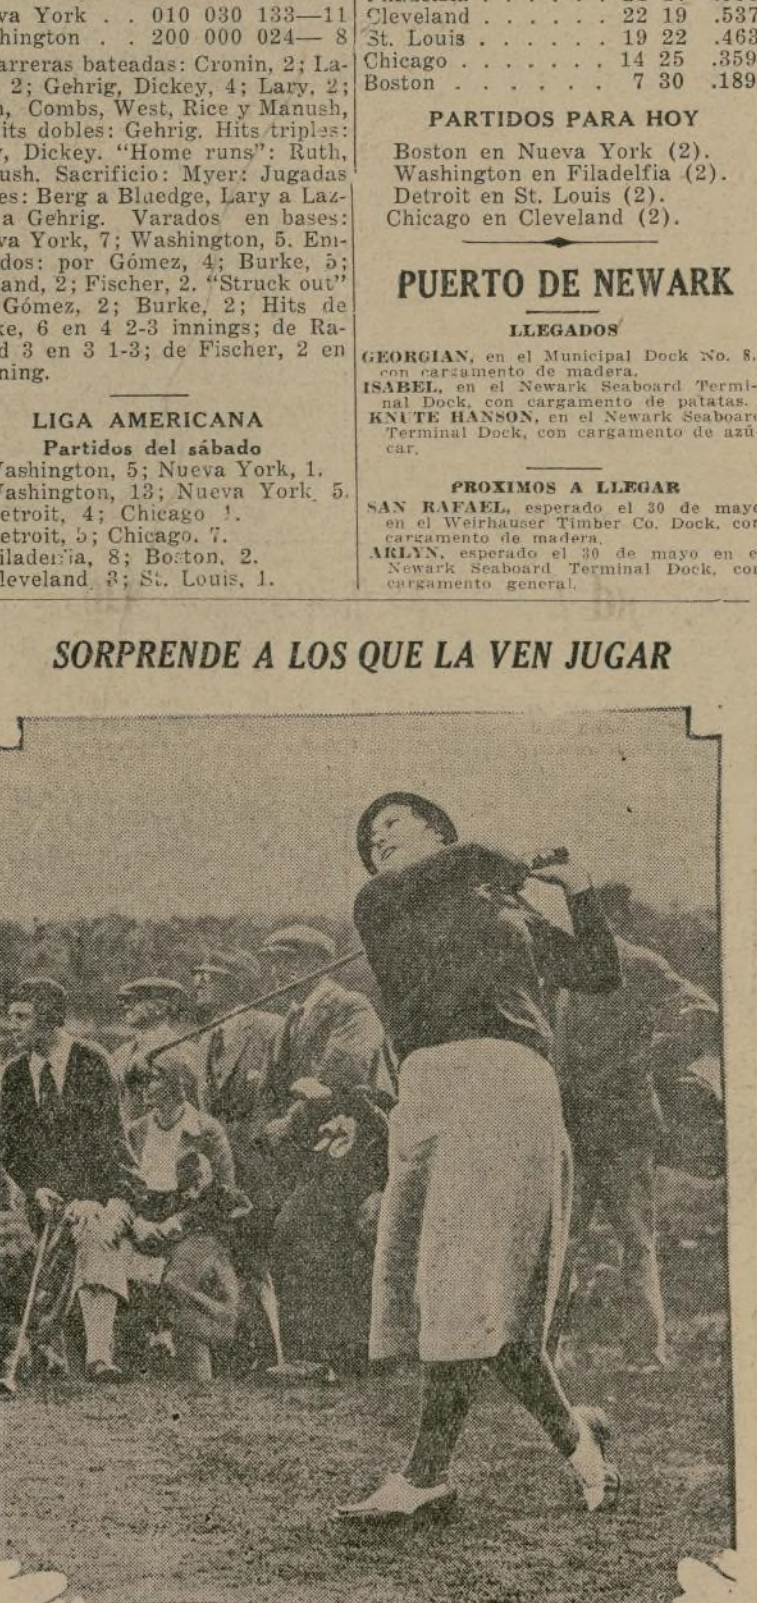 va York . . 010 030 133—11
hington . . 200 000 024— 8
arreras bateadas: Cronin, 2; La-
2; Gehrig, Dickey, 4; Lary, 2;
Combs, West, Rice y Manush,
its dobles: Gehrig. Hits triples:
Dickey. "Home runs": Ruth,
ush. Sacrificio: Myer: Jugadas
es: Berg a Bluedge, Lary a Laz-
a Gehrig. Varados en bases:
va York, 7; Washington, 5. Em-
dos: por Gómez, 4; Burke, 5;
and, 2; Fischer, 2. "Struck out"
Gómez, 2; Burke, 2; Hits de
ke, 6 en 4 2-3 innings; de Ra-
d 3 en 3 1-3; de Fischer, 2 en
ning.
LIGA AMERICANA
Partidos del sábado
Washington, 5; Nueva York, 1.
Washington, 13; Nueva York, 5.
etroit, 4; Chicago 1.
etroit, 5; Chicago, 7.
iladelfia, 8; Boston, 2.
leveland, 3; St. Louis, 1.
Cleveland . . . . . . 22 19 .537
St. Louis . . . . . . . 19 22 .463
Chicago . . . . . . . . 14 25 .359
Boston . . . . . . . 7 30 .189
PARTIDOS PARA HOY
Boston en Nueva York (2).
Washington en Filadelfia (2).
Detroit en St. Louis (2).
Chicago en Cleveland (2).
PUERTO DE NEWARK
LLEGADOS
GEORGIAN, en el Municipal Dock No. 8,
con cargamento de madera.
ISABEL, en el Newark Seaboard Termi-
nal Dock, con cargamento de patatas.
KNUTE HANSON, en el Newark Seaboard
Terminal Dock, con cargamento de azú-
car.
PROXIMOS A LLEGAR
SAN RAFAEL, esperado el 30 de mayo
en el Weirhauser Timber Co. Dock, con
cargamento de madera.
ARLYN, esperado el 30 de mayo en e
Newark Seaboard Terminal Dock, con
cargamento general.
SORPRENDE A LOS QUE LA VEN JUGAR